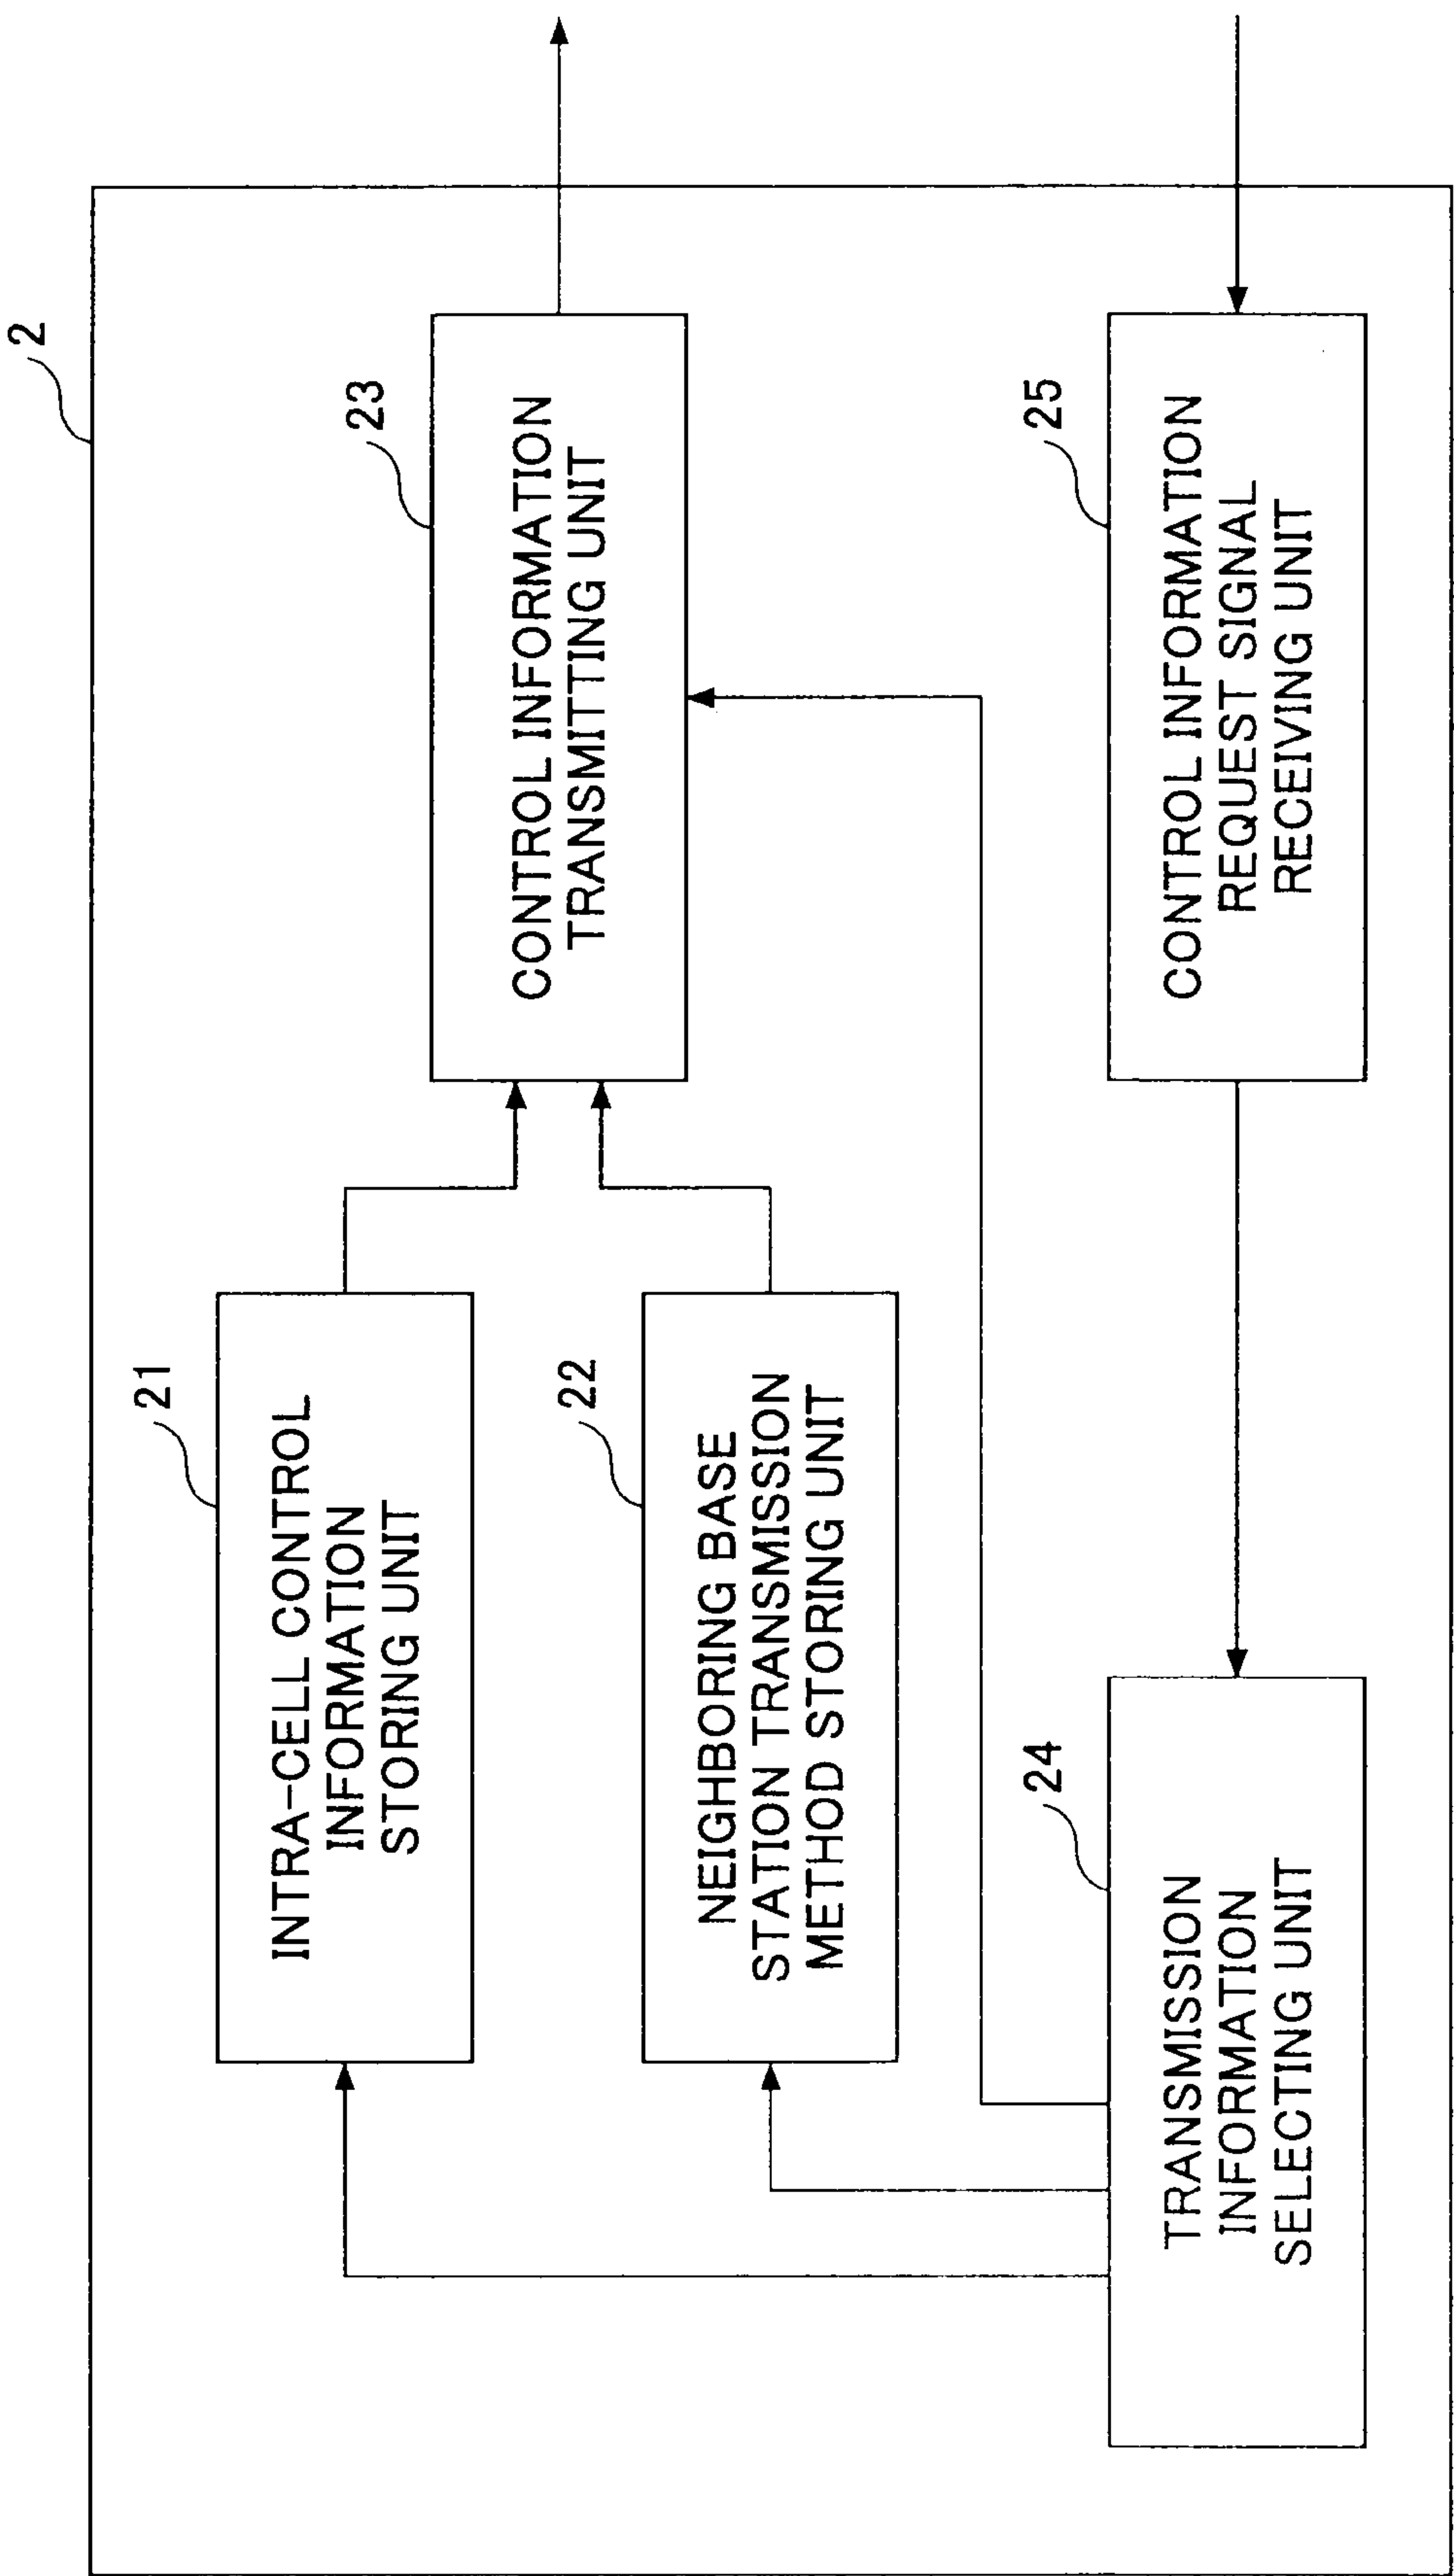 2
21
INTRA-CELL CONTROL
INFORMATION
STORING UNIT
23
CONTROL INFORMATION
TRANSMITTING UNIT
22
NEIGHBORING BASE
STATION TRANSMISSION
METHOD STORING UNIT
24
TRANSMISSION
INFORMATION
SELECTING UNIT
25
CONTROL INFORMATION
REQUEST SIGNAL
RECEIVING UNIT